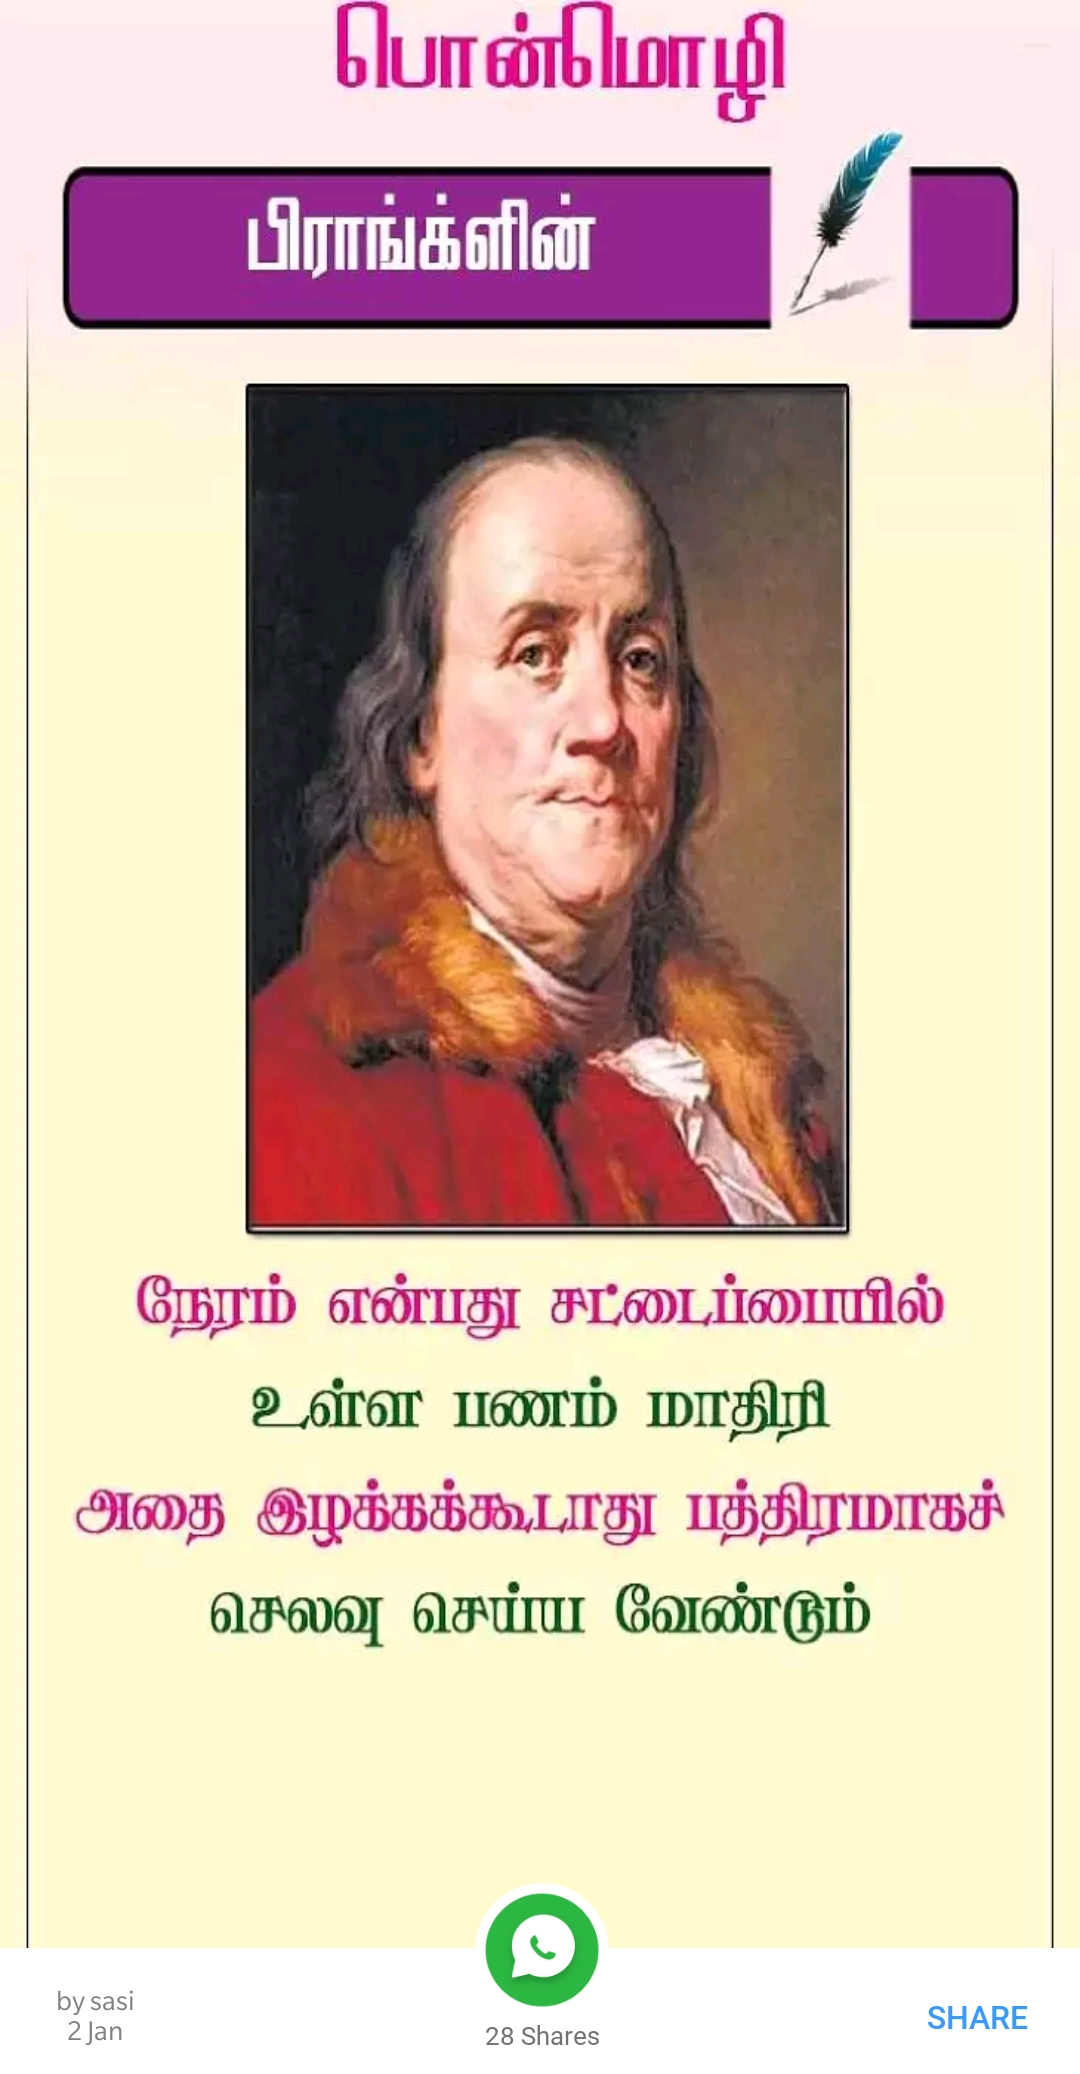 பொன்மொழி
பிராங்க்ளின்
நேரம் என்பது சட்டைப்பையில்
உள்ள பணம் மாதிரி
அதை இழக்கக்கூடாது பத்திரமாகச்
செலவு செய்ய வேண்டும்
by sasi
2 Jan
28 Shares
SHARE